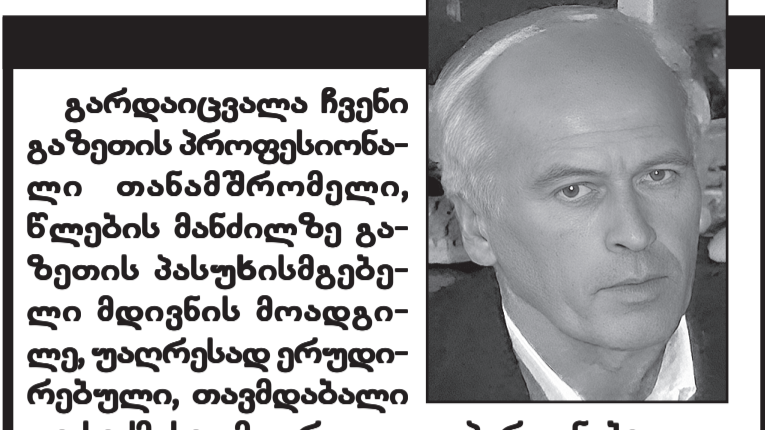 გარდაიცვალა ჩვენი
გაზეთის პროფესიონა-
ლი თანამშრომელი,
წლების მანძილზე გა-
ზეთის პასუხისმგებე-
ლი მდივნის მოადგი-
ლე, უაღრესად ერუდი-
რებული, თავმდაბალი